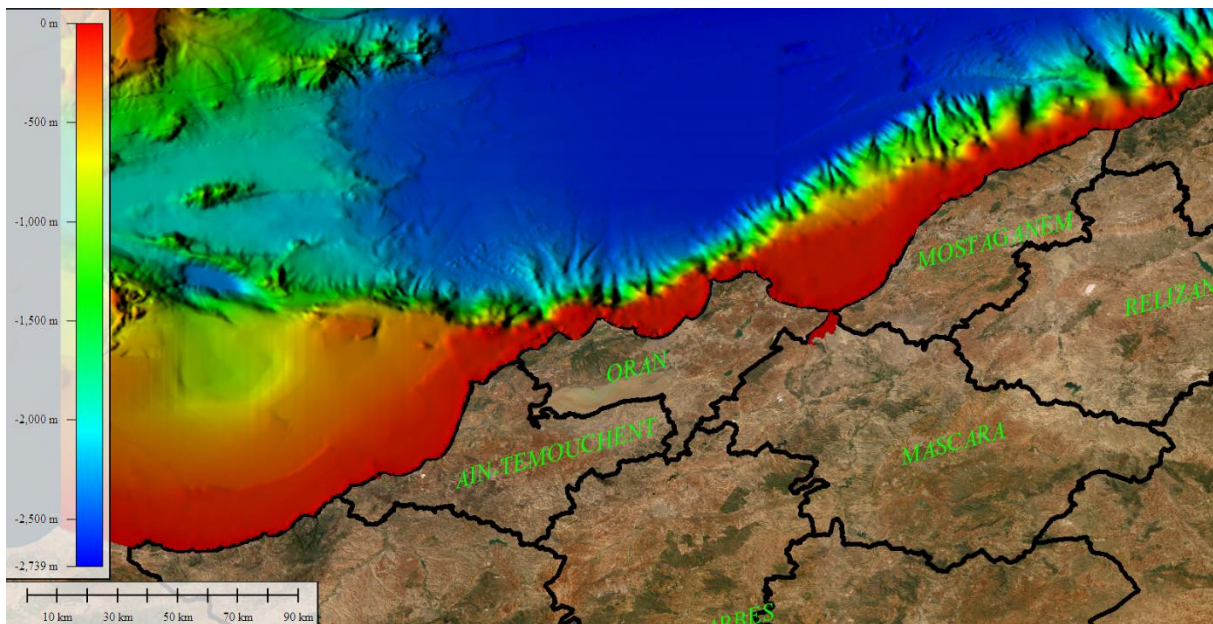 0 m
-500 m
-1,000 m
-1,500 m
-2,000 m
-2,500 m
-2,739 m
MOSTAGANEM
RELIZAN
ORAN
AIN-TEMOUCHENT
MASCARA
ARBES
10 km 30 km 50 km 70 km 90 km